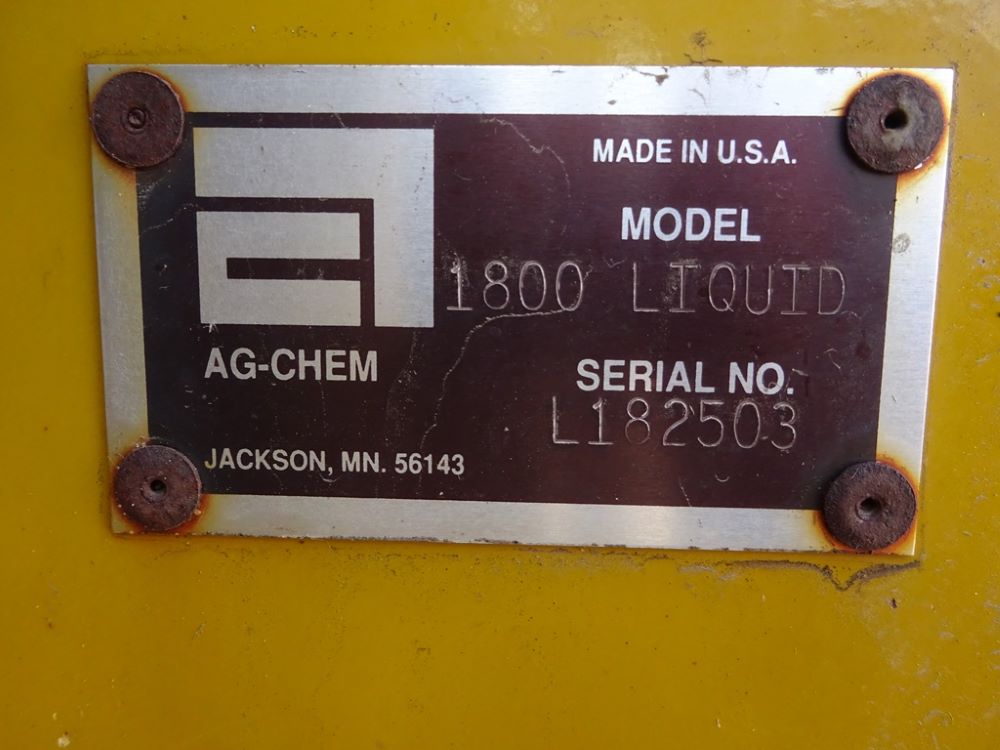 MADE IN U.S.A.
MODEL
1800 LIQUID
AG-CHEM
SERIAL NO.
L182503
JACKSON, MN. 56143